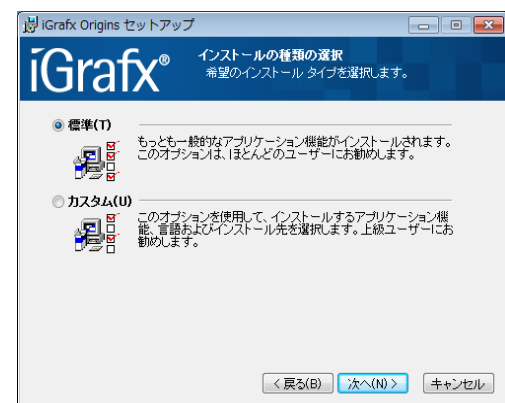 iGrafx Origins セットアップ
iGrafx®
インストールの種類の選択
希望のインストール タイプを選択します。
標準(T)
もっとも一般的なアプリケーション機能がインストールされます。
このオプションは、ほとんどのユーザーにお勧めします。
カスタム(U)
このオプションを使用して、インストールするアプリケーション機
能、言語およびインストール先を選択します。上級ユーザーにお
勧めします。
< 戻る(B)
次へ(N) >
キャンセル